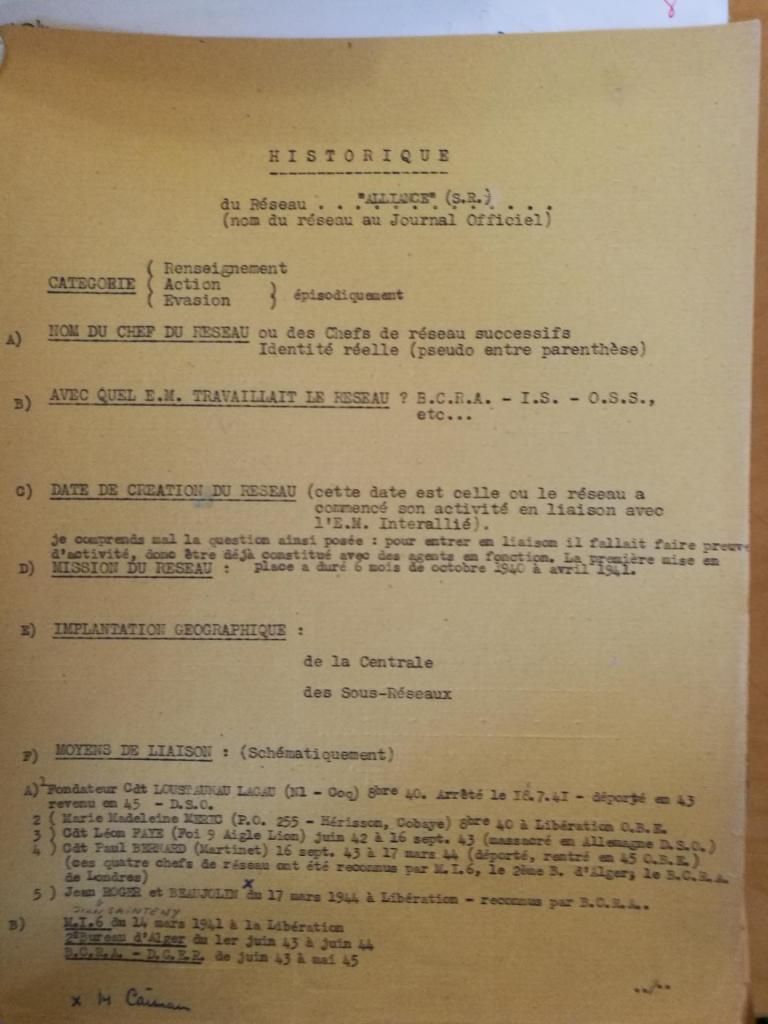 HISTORIQUE
du Réseau . . . "ALLIANCE" (S.R.) . . .
(nom du réseau au Journal Officiel)
CATEGORIE ( Renseignement
( Action
( Evasion ) épisodiquement
A) NOM DU CHEF DU RESEAU ou des Chefs de réseau successifs
Identité réelle (pseudo entre parenthèse)
B) AVEC QUEL E.M. TRAVAILLAIT LE RESEAU ? B.C.R.A. - I.S. - O.S.S.,
etc...
C) DATE DE CREATION DU RESEAU (cette date est celle ou le réseau a
commencé son activité en liaison avec
l'E.M. Interallié).
je comprends mal la question ainsi posée : pour entrer en liaison il fallait faire preuve
d'activité, donc être déjà constitué avec des agents en fonction. La première mise en
D) MISSION DU RESEAU : place a duré 6 mois de octobre 1940 à avril 1941.
E) IMPLANTATION GEOGRAPHIQUE :
de la Centrale
des Sous-Réseaux
F) MOYENS DE LIAISON : (Schématiquement)
A) 1 Fondateur Cdt LOUSTAUNAU LACAU (N1 - Coq) 8bre 40. Arrêté le 18.7.41 - déporté en 43
revenu en 45 - D.S.O.
2 ( Marie Madeleine MERIC (P.O. 255 - Hérisson, Cobaye) 8bre 40 à Libération O.B.E.
3 ) Cdt Léon FAYE (Foi 9 Aigle Lion) juin 42 à 16 sept. 43 (massacré en Allemagne D.S.O.)
4 ) Cdt Paul BERNARD (Martinet) 16 sept. 43 à 17 mars 44 (déporté, rentré en 45 O.B.E.)
(ces quatre chefs de réseau ont été reconnus par M.I.6, le 2ème B. d'Alger, le B.C.R.A.
de Londres)
5 ) Jean ROGER et BEAUJOLIN x du 17 mars 1944 à Libération - reconnus par B.C.R.A..
Jean SAINTENY
B) M.I.6 du 14 mars 1941 à la Libération
2° Bureau d'Alger du 1er juin 43 à juin 44
B.C.R.A. - D.G.E.R. de juin 43 à mai 45
../..
x M